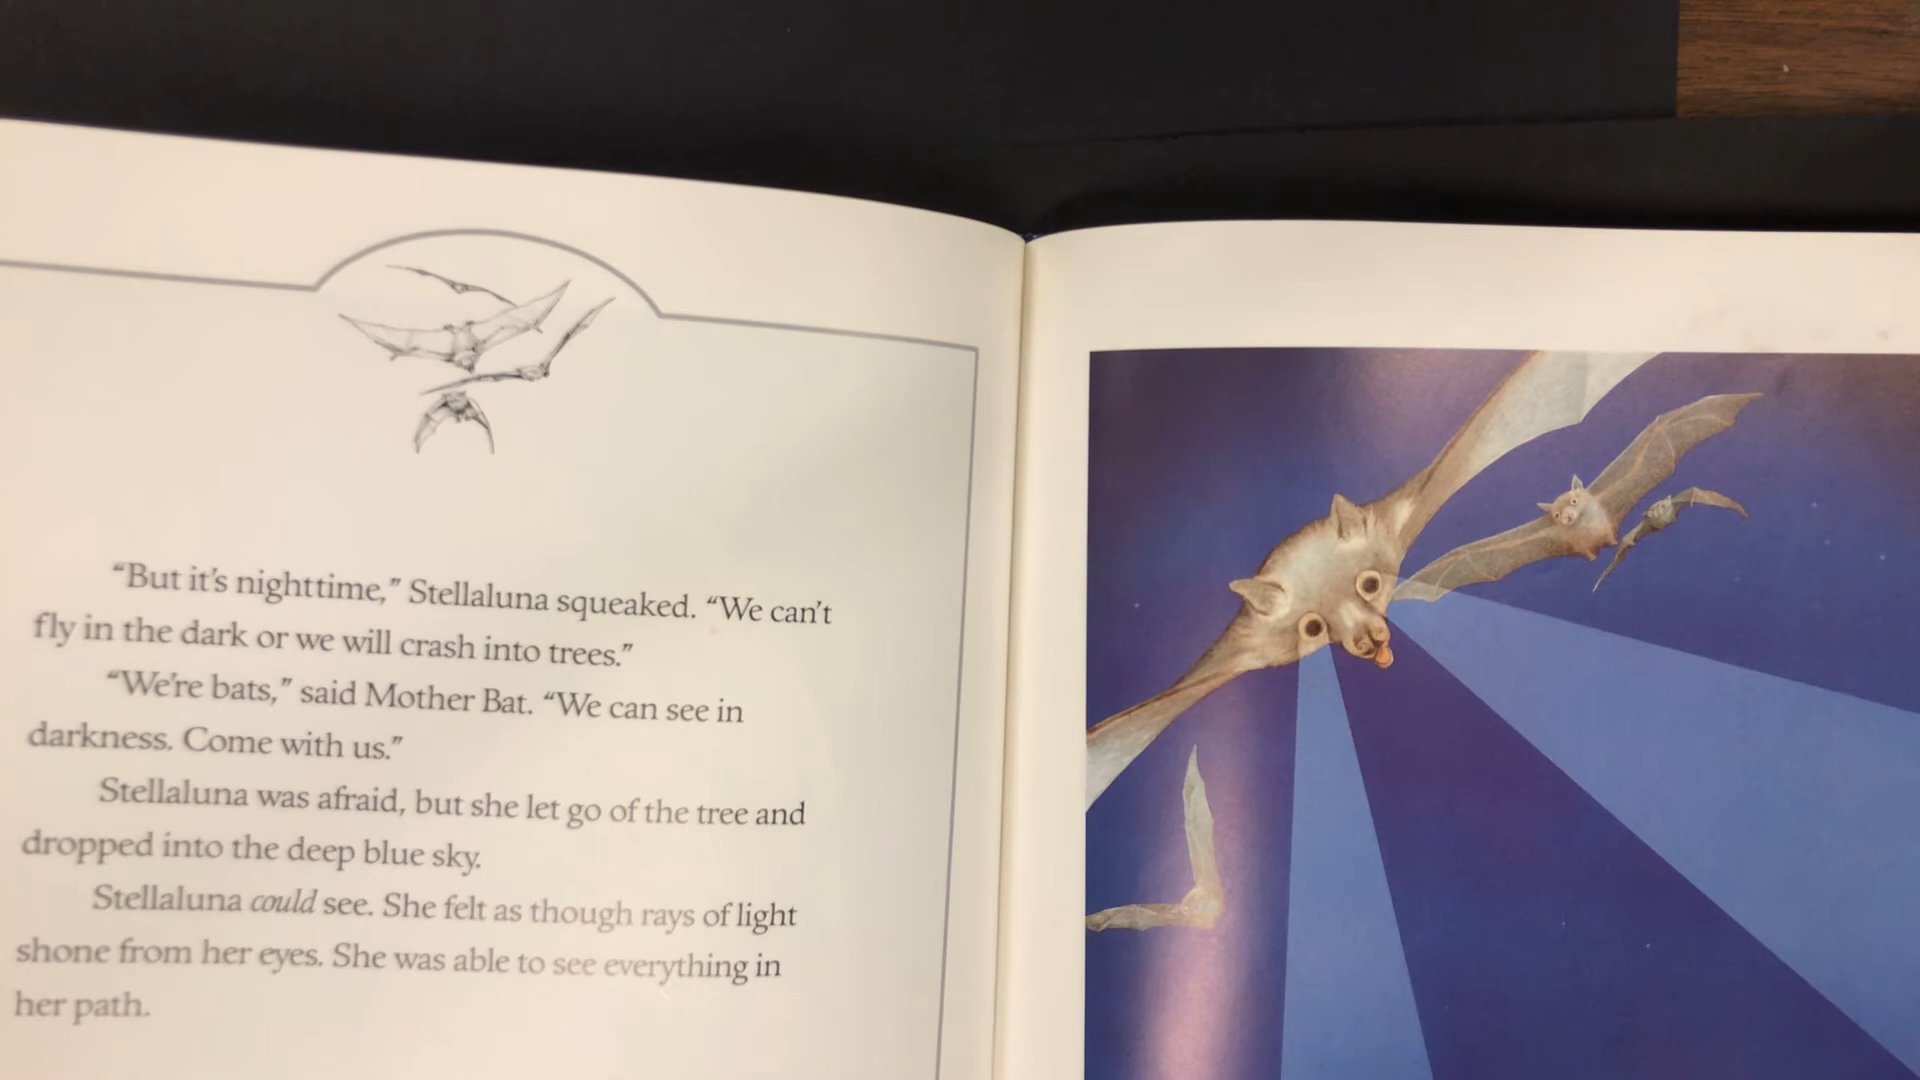 “But it’s nighttime,” Stellaluna squeaked. “We can’t
fly in the dark or we will crash into trees.”
“We’re bats,” said Mother Bat. “We can see in
darkness. Come with us.”
Stellaluna was afraid, but she let go of the tree and
dropped into the deep blue sky.
Stellaluna could see. She felt as though rays of light
shone from her eyes. She was able to see everything in
her path.